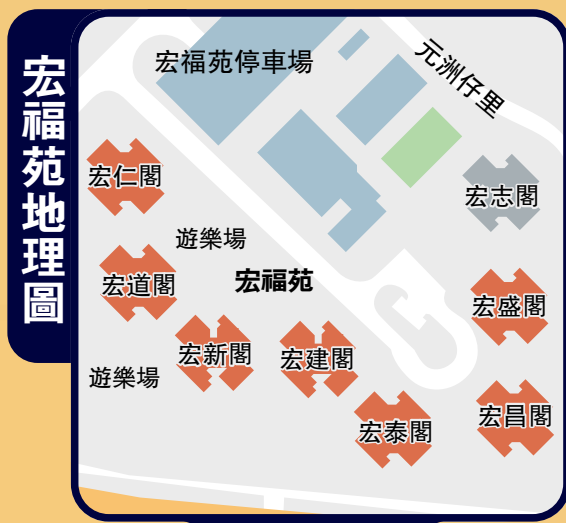 宏福苑地理圖
宏福苑停車場
元洲仔里
宏仁閣
宏志閣
遊樂場
宏道閣
宏福苑
宏盛閣
宏新閣
宏建閣
遊樂場
宏泰閣
宏昌閣